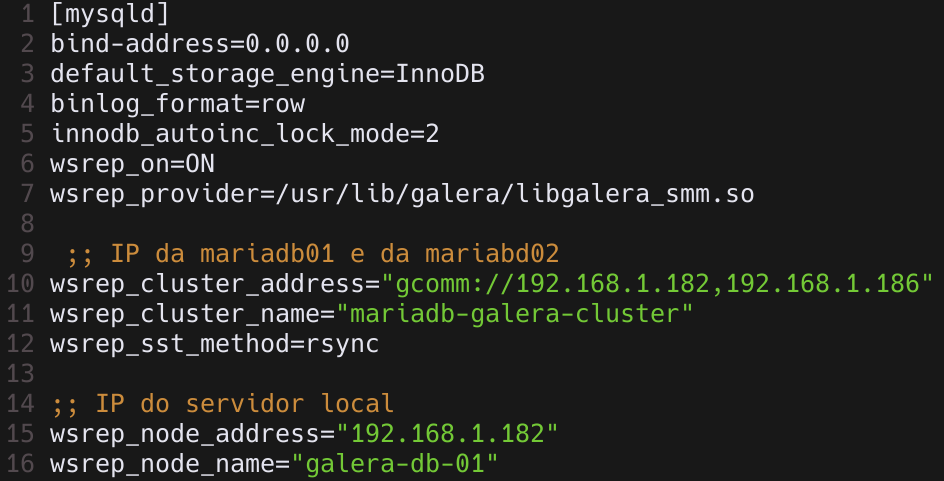 1 [mysqld]
2 bind-address=0.0.0.0
3 default_storage_engine=InnoDB
4 binlog_format=row
5 innodb_autoinc_lock_mode=2
6 wsrep_on=ON
7 wsrep_provider=/usr/lib/galera/libgalera_smm.so
8
9 ;; IP da mariadb01 e da mariabd02
10 wsrep_cluster_address="gcomm://192.168.1.182,192.168.1.186"
11 wsrep_cluster_name="mariadb-galera-cluster"
12 wsrep_sst_method=rsync
13
14 ;; IP do servidor local
15 wsrep_node_address="192.168.1.182"
16 wsrep_node_name="galera-db-01"